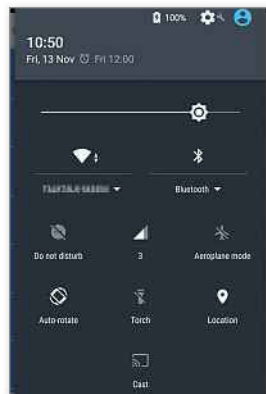 100%
10:50
Fri, 13 Nov Fri 12:00
Bluetooth
Do not disturb
3
Aeroplane mode
Auto-rotate
Torch
Location
Cast